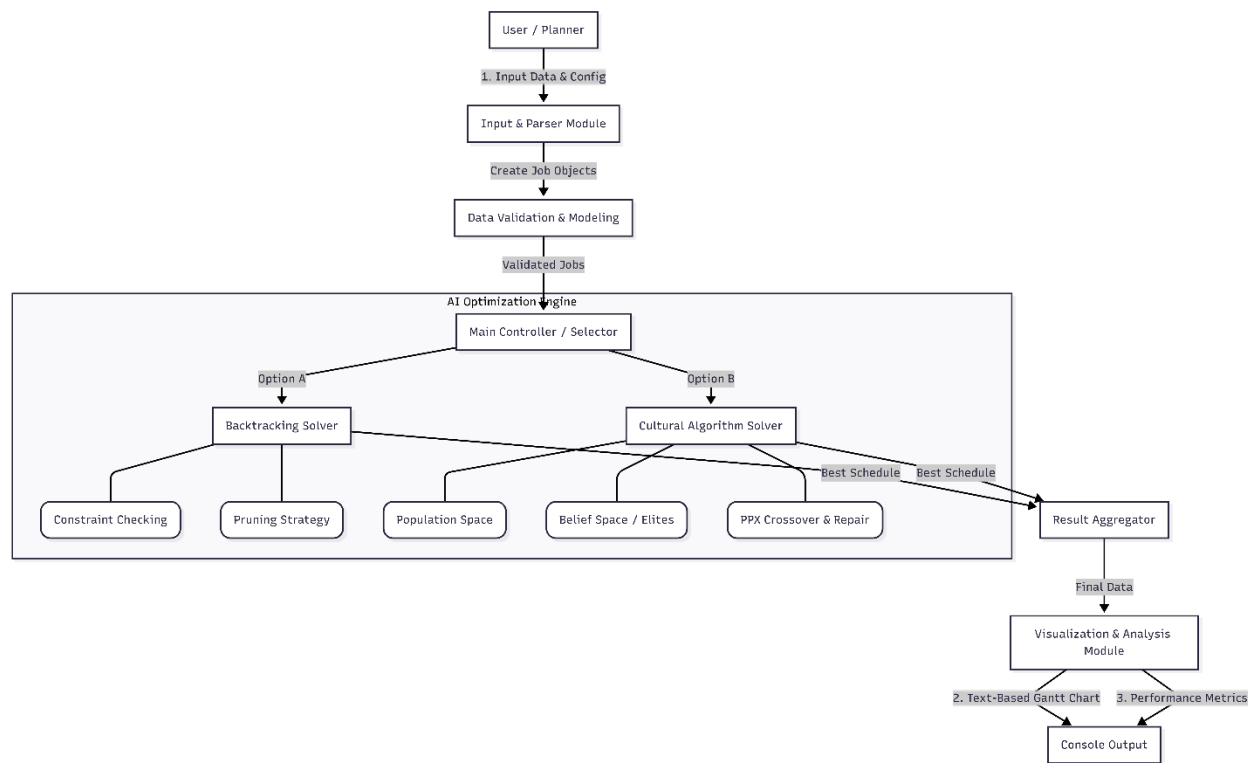 User / Planner
1. Input Data & Config
Input & Parser Module
Create Job Objects
Data Validation & Modeling
Validated Jobs
AI Optimization Engine
Main Controller / Selector
Option A
Option B
Backtracking Solver
Cultural Algorithm Solver
Best Schedule
Best Schedule
Constraint Checking
Pruning Strategy
Population Space
Belief Space / Elites
PPX Crossover & Repair
Result Aggregator
Final Data
Visualization & Analysis
Module
2. Text-Based Gantt Chart
3. Performance Metrics
Console Output